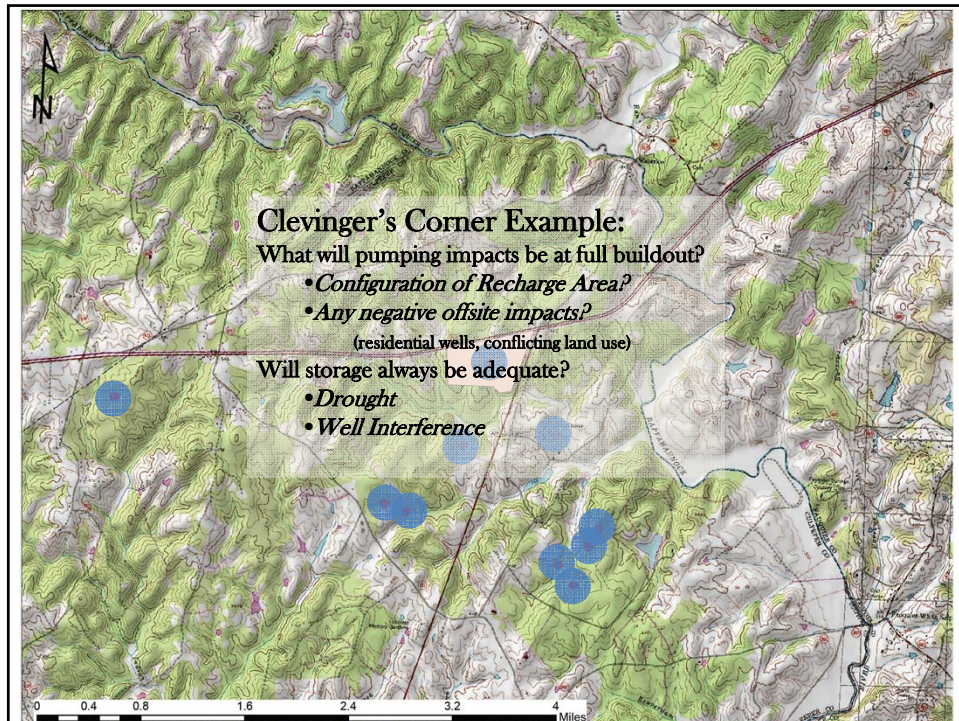 N
RIVER
Clevinger's Corner Example:
What will pumping impacts be at full buildout?
•Configuration of Recharge Area?
•Any negative offsite impacts?
(residential wells, conflicting land use)
Will storage always be adequate?
•Drought
•Well Interference
RAPPAHANNOCK
0 0.4 0.8 1.6 2.4 3.2 4
Miles